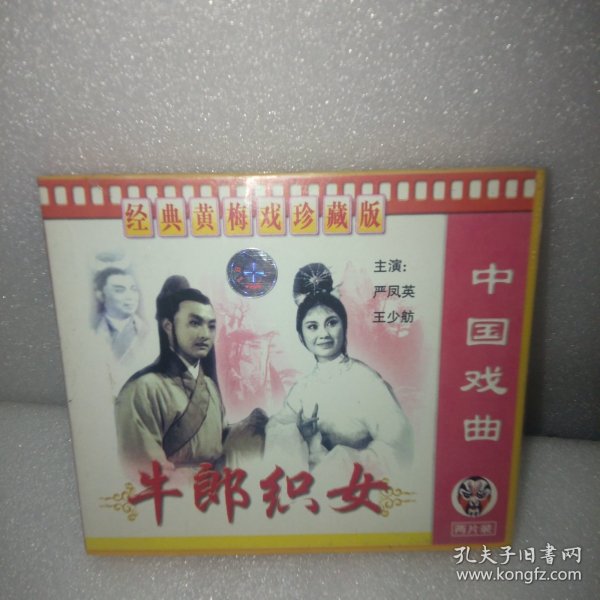 经典黄梅戏珍藏版
主演：
严凤英
王少舫
中国戏曲
牛郎织女
两片装
孔夫子旧书网
www.kongfz.com